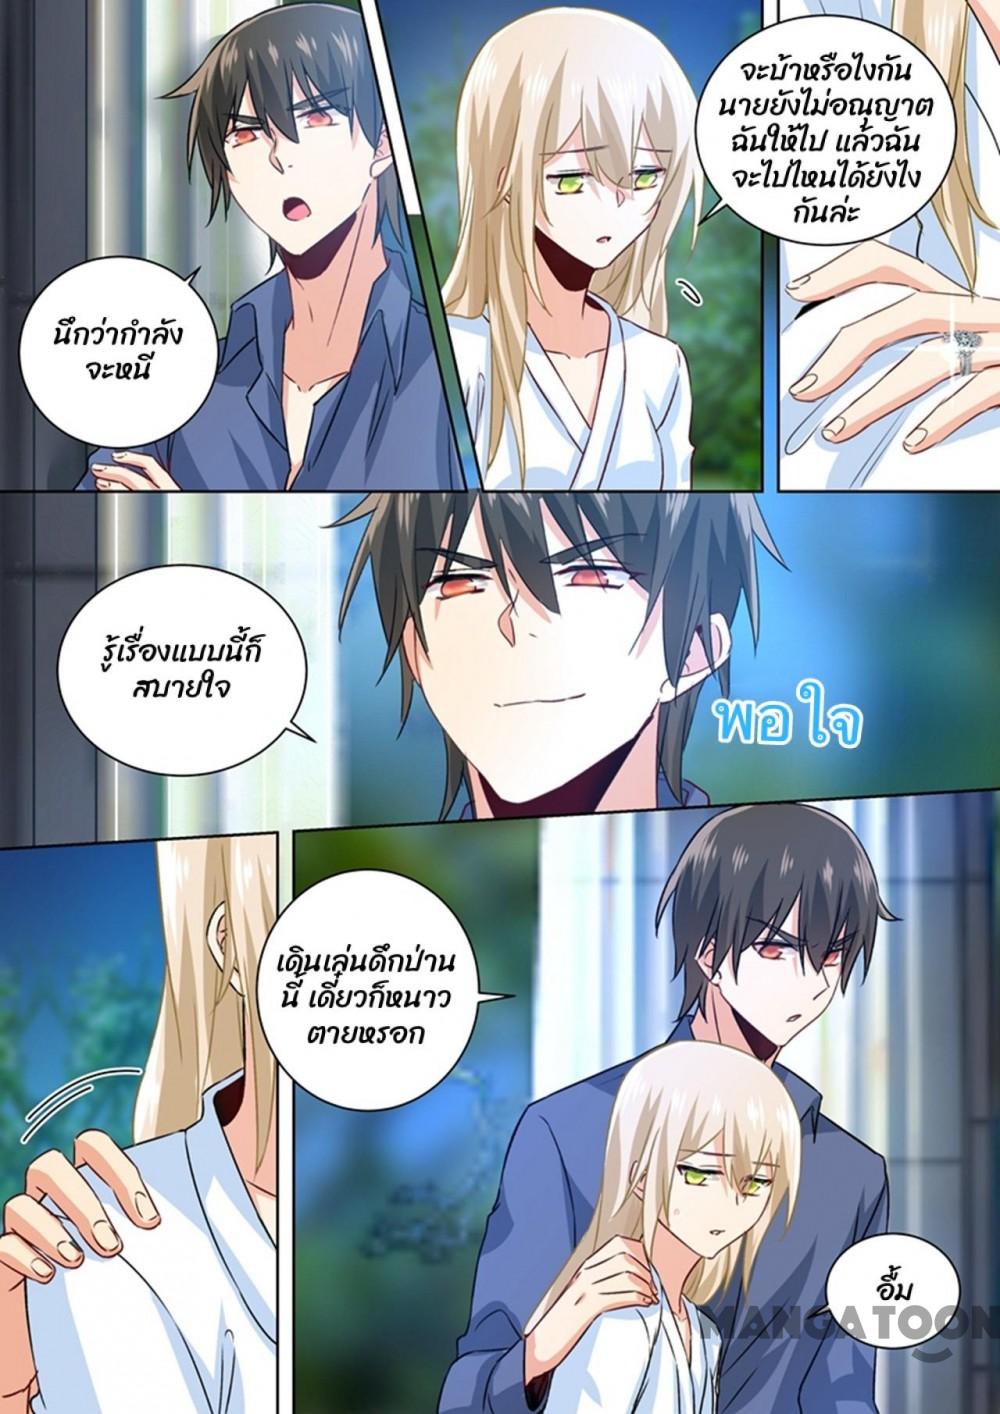 นึกว่ากำลัง
จะหนี
จะบ้าหรือไงกัน
นายยังไม่อณุญาต
ฉันให้ไป แล้วฉัน
จะไปไหนได้ยังไง
กันล่ะ
รู้เรื่องแบบนี้ก็
สบายใจ
พอใจ
เดินเล่นดึกป่าน
นี้ เดี๋ยวก็หนาว
ตายหรอก
อื้ม
MANGATOON